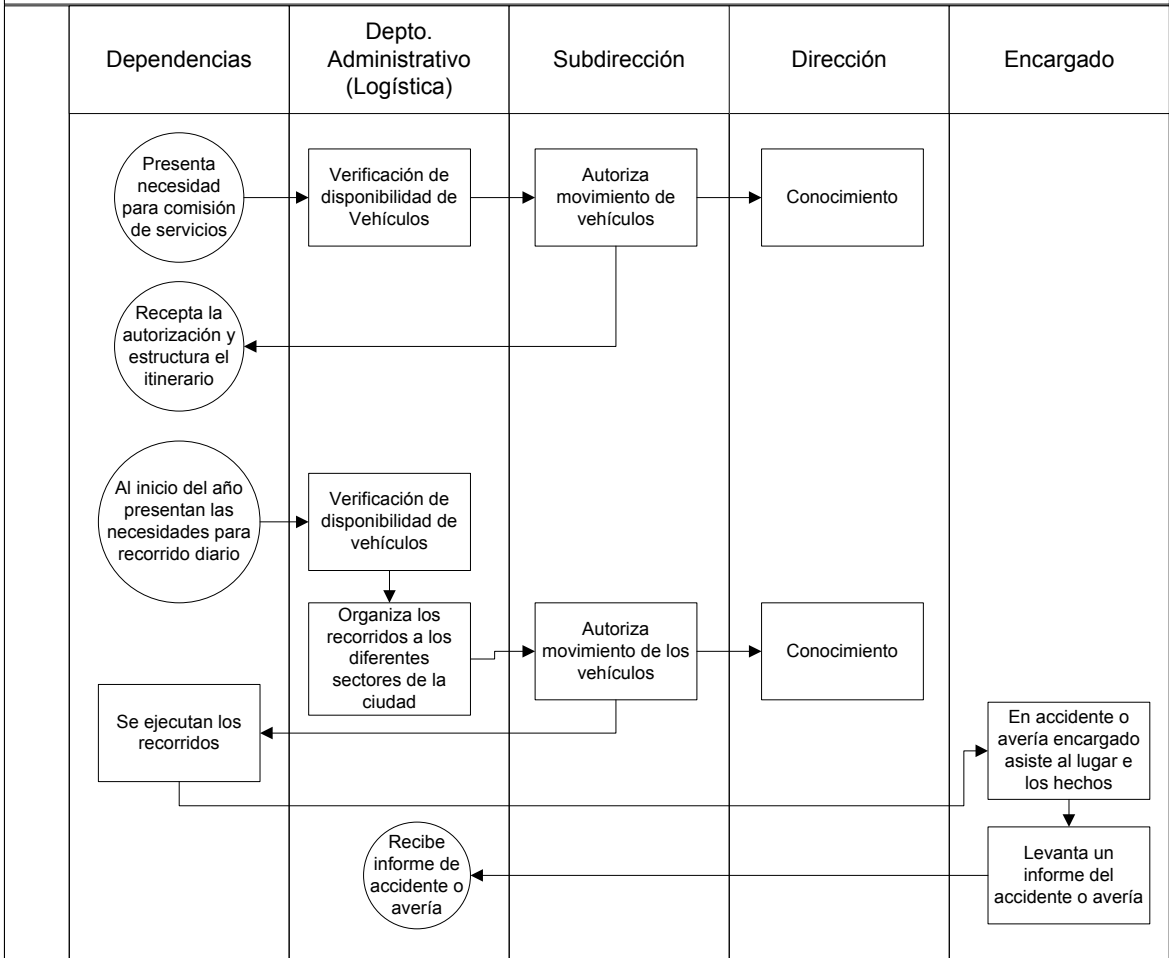 Dependencias
Depto.
Administrativo
(Logística)
Subdirección
Dirección
Encargado
Presenta
necesidad
para comisión
de servicios
Verificación de
disponibilidad de
Vehículos
Autoriza
movimiento de
vehículos
Conocimiento
Recepta la
autorización y
estructura el
itinerario
Al inicio del año
presentan las
necesidades para
recorrido diario
Verificación de
disponibilidad de
vehículos
Organiza los
recorridos a los
diferentes
sectores de la
ciudad
Autoriza
movimiento de los
vehículos
Conocimiento
Se ejecutan los
recorridos
En accidente o
avería encargado
asiste al lugar e
los hechos
Levanta un
informe del
accidente o avería
Recibe
informe de
accidente o
avería